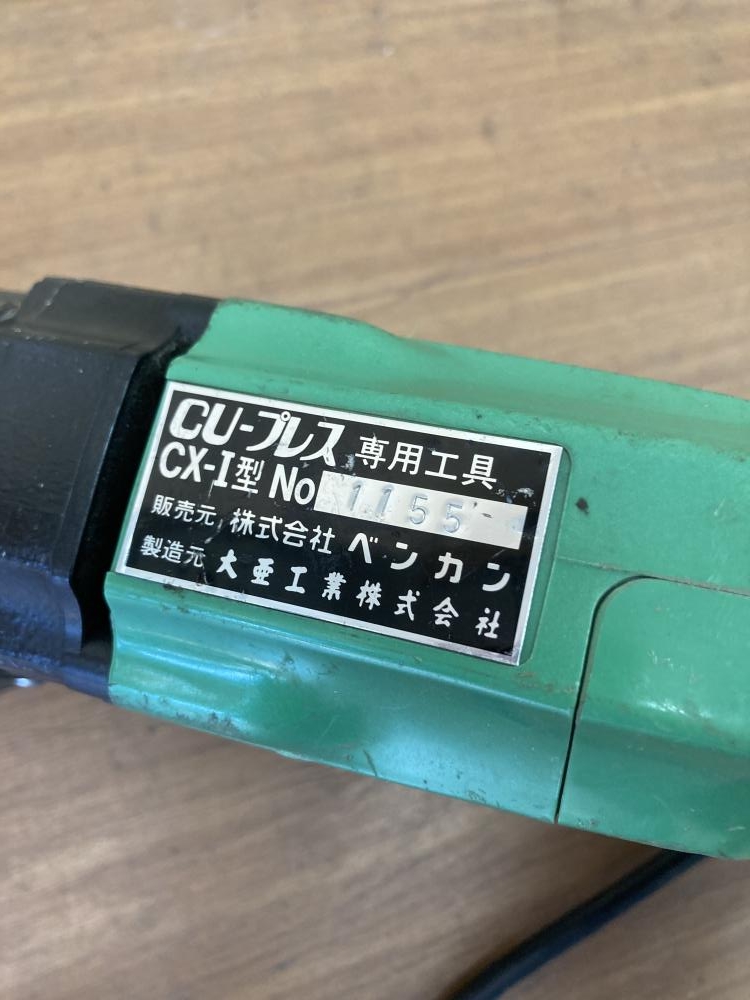 CU-プレス 専用工具
CX-I型 No 1155
販売元 株式会社 ベンカン
製造元 大亜工業株式会社